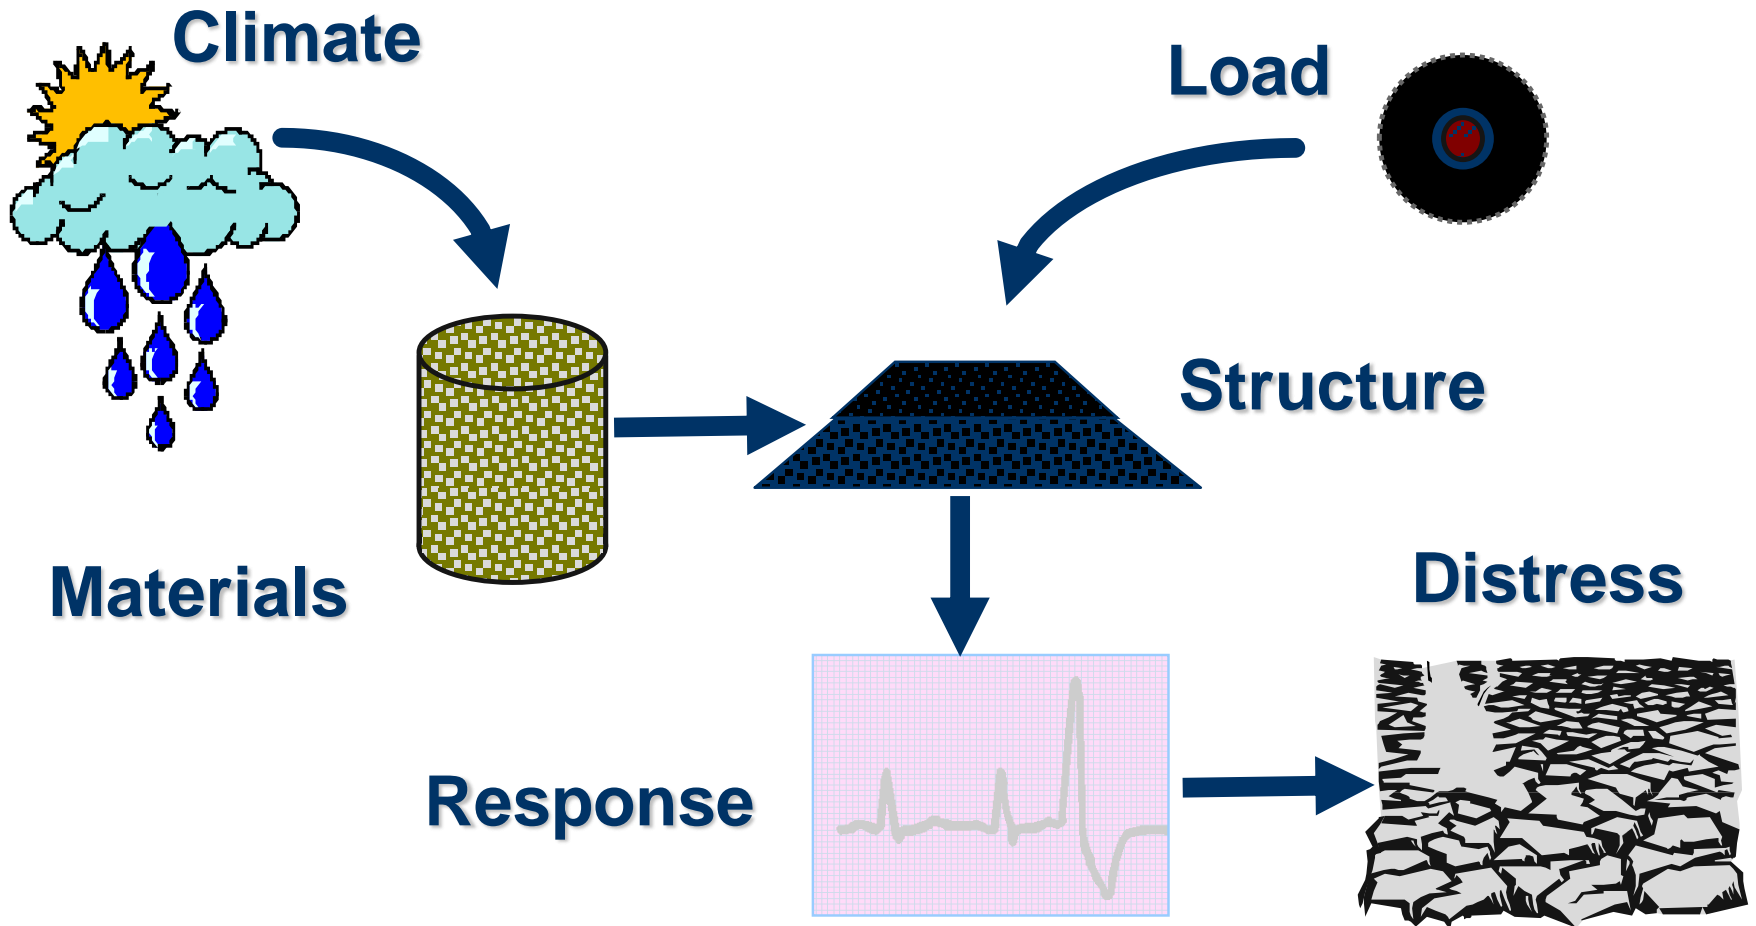 Climate
Load
Structure
Materials
Distress
Response